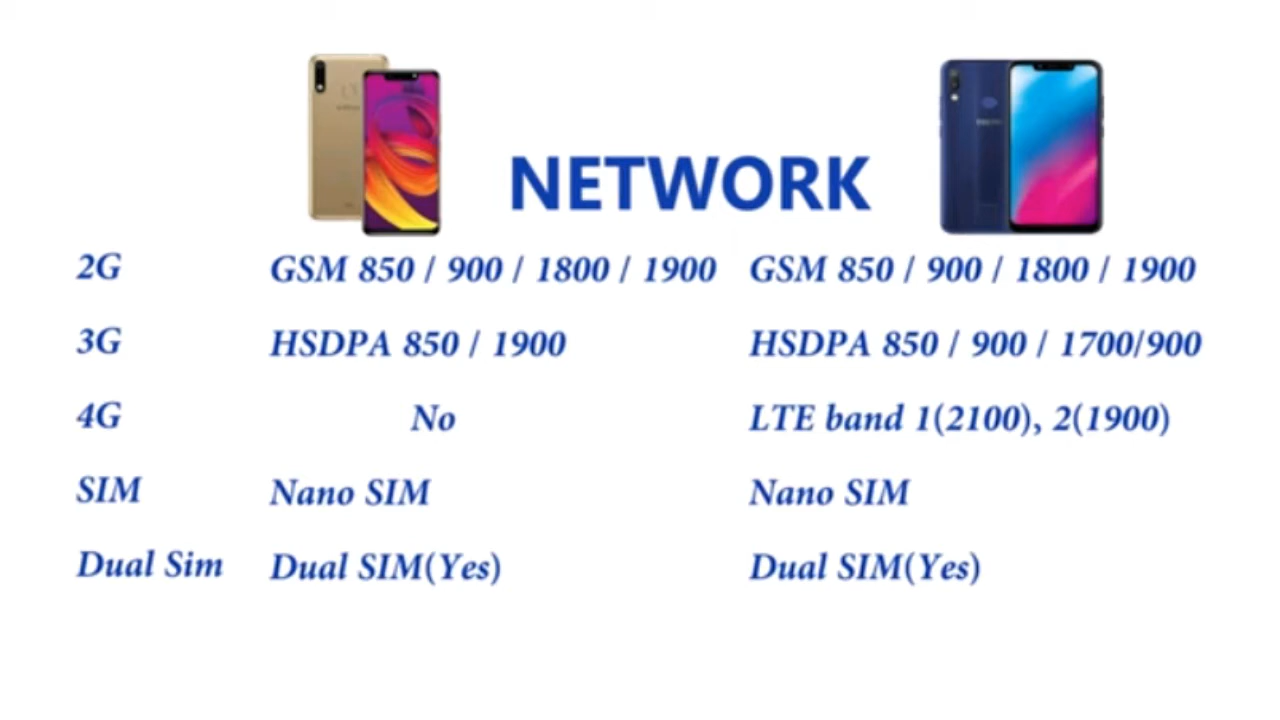 NETWORK
2G GSM 850 / 900 / 1800 / 1900 GSM 850 / 900 / 1800 / 1900
3G HSDPA 850 / 1900 HSDPA 850 / 900 / 1700/900
4G No LTE band 1(2100), 2(1900)
SIM Nano SIM Nano SIM
Dual Sim Dual SIM(Yes) Dual SIM(Yes)